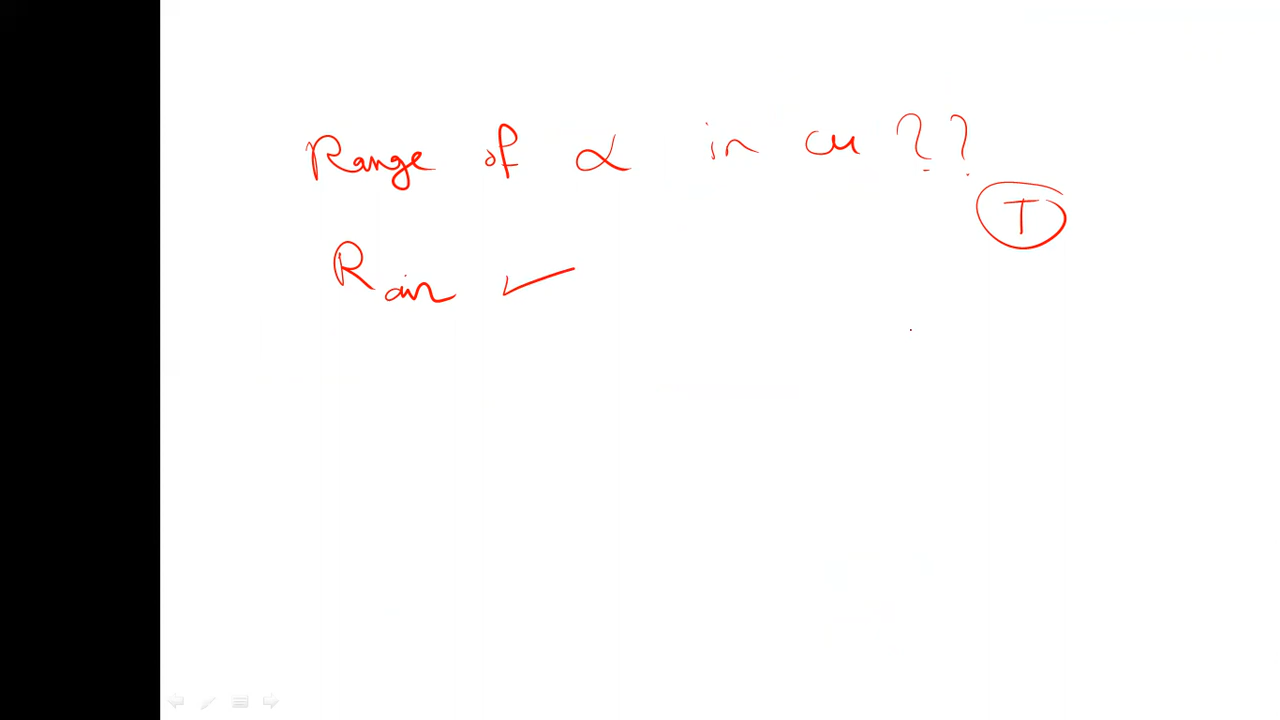 Range of α in cu ??
T
Rair ✓